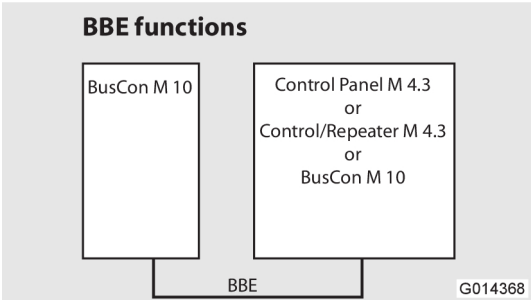 BBE functions
BusCon M 10
Control Panel M 4.3
or
Control/Repeater M 4.3
or
BusCon M 10
BBE
G014368